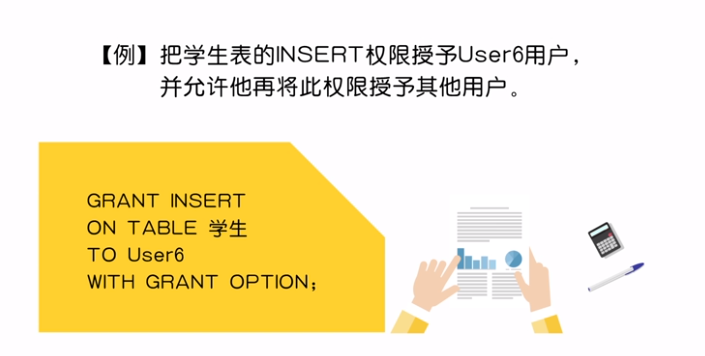 【例】把学生表的INSERT权限授予User6用户，
并允许他再将此权限授予其他用户。
GRANT INSERT
ON TABLE 学生
TO User6
WITH GRANT OPTION；